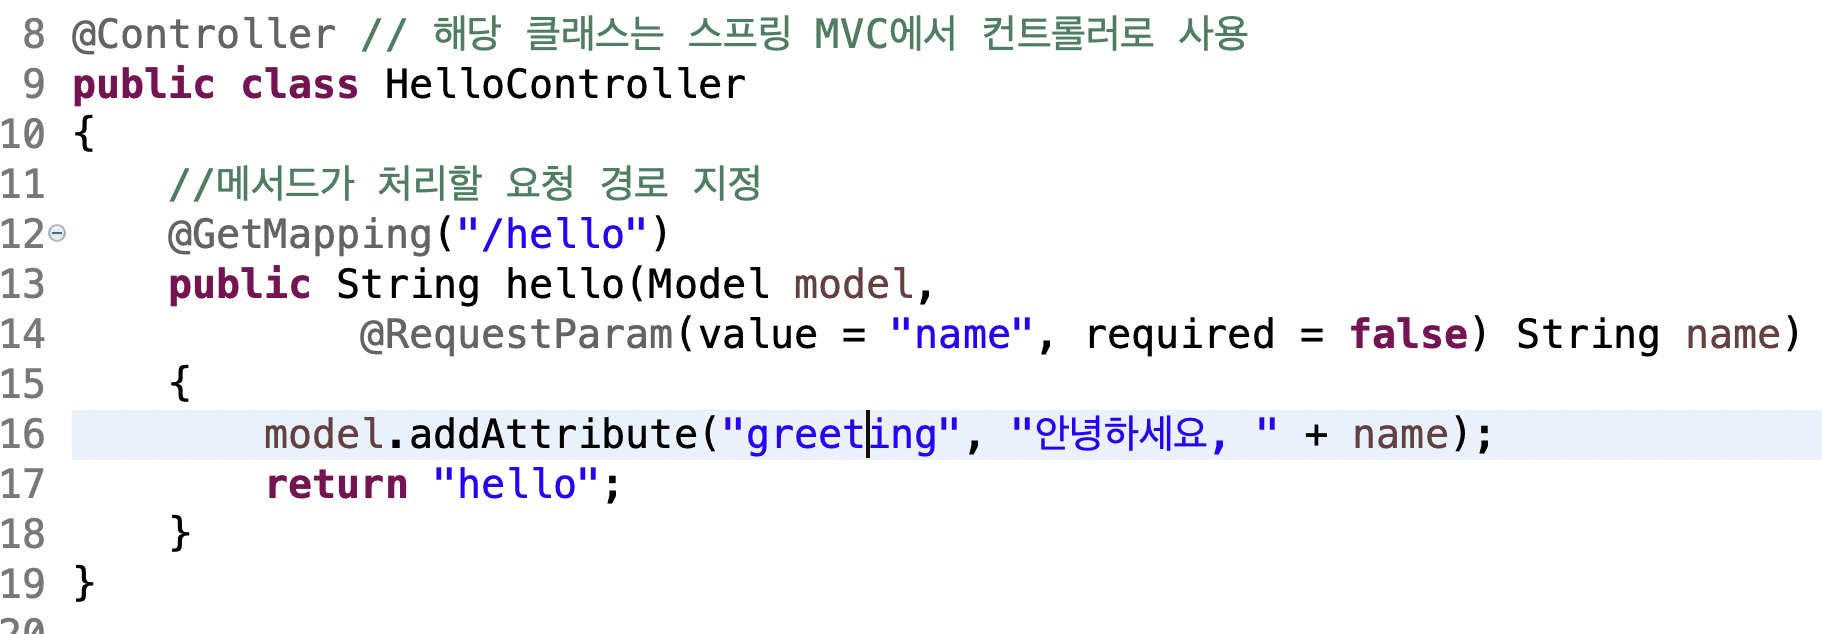 8 @Controller // 해당 클래스는 스프링 MVC에서 컨트롤러로 사용
9 public class HelloController
10 {
11     //메서드가 처리할 요청 경로 지정
12     @GetMapping("/hello")
13     public String hello(Model model,
14             @RequestParam(value = "name", required = false) String name)
15     {
16         model.addAttribute("greeting", "안녕하세요, " + name);
17         return "hello";
18     }
19 }
20